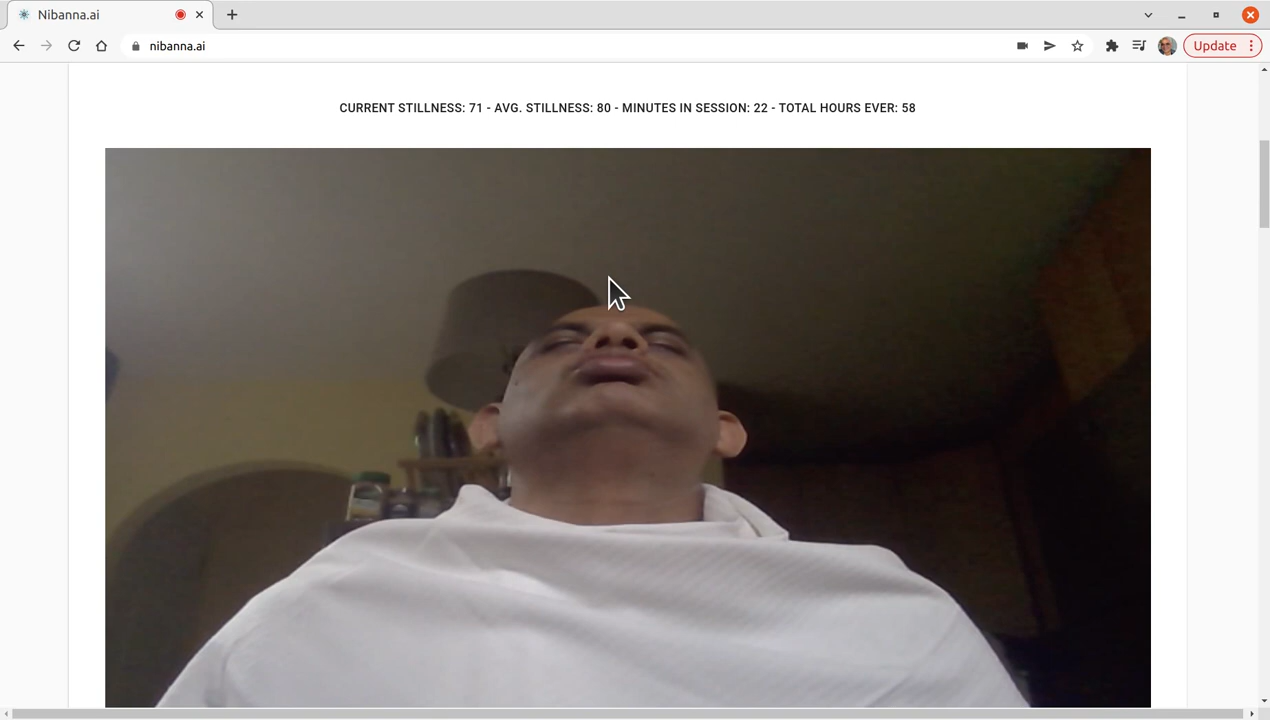 Nibanna.ai
nibanna.ai
Update
CURRENT STILLNESS: 71 - AVG. STILLNESS: 80 - MINUTES IN SESSION: 22 - TOTAL HOURS EVER: 58